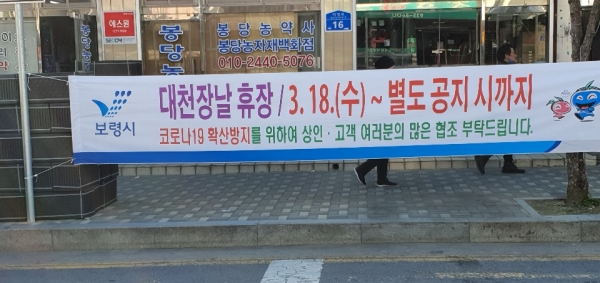 에스원
SECOM
봉당농약사
봉당농자재백화점
010-2440-5076
봉당
농
16
보령시
대천장날 휴장 / 3. 18.(수) ~ 별도 공지 시까지
코로나19 확산방지를 위하여 상인 · 고객 여러분의 많은 협조 부탁드립니다.